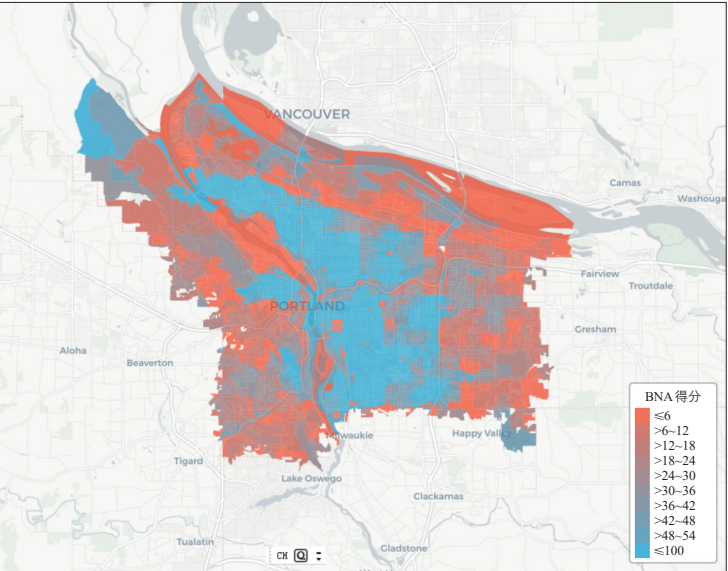 VANCOUVER
Camas
Washouga
Fairview
Troutdale
PORTLAND
Gresham
Aloha
Beaverton
Milwaukie
Happy Valley
Tigard
Lake Oswego
Clackamas
Tualatin
CH
Gladstone
BNA 得分
≤6
>6~12
>12~18
>18~24
>24~30
>30~36
>36~42
>42~48
>48~54
≤100